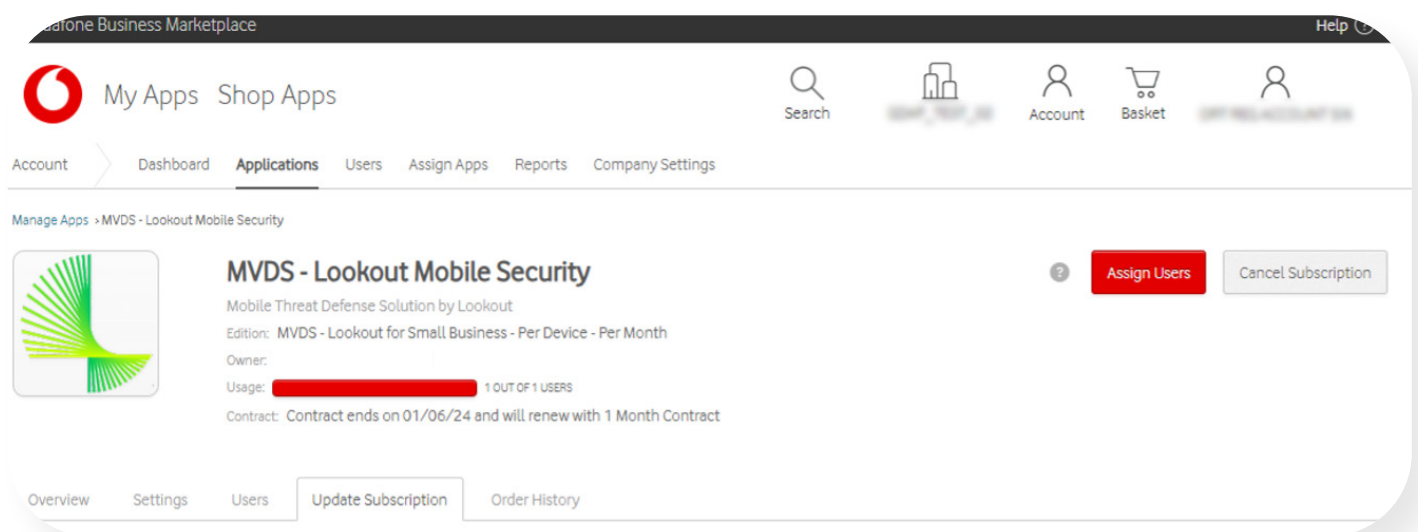 Business Marketplace
Help
My Apps Shop Apps
Search
Account
Basket
Account Dashboard Applications Users Assign Apps Reports Company Settings
Manage Apps › MVDS - Lookout Mobile Security
MVDS - Lookout Mobile Security
Assign Users
Cancel Subscription
Mobile Threat Defense Solution by Lookout
Edition: MVDS - Lookout for Small Business - Per Device - Per Month
Owner:
Usage: 1 OUT OF 1 USERS
Contract: Contract ends on 01/06/24 and will renew with 1 Month Contract
Overview Settings Users Update Subscription Order History